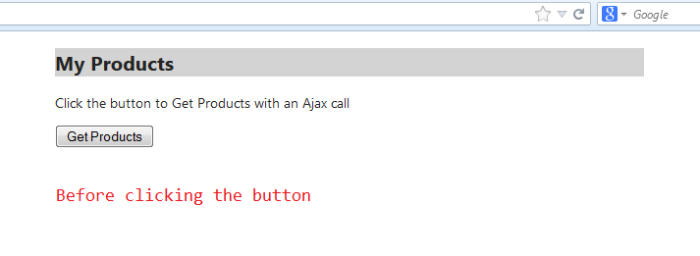 Google
My Products
Click the button to Get Products with an Ajax call
Get Products
Before clicking the button